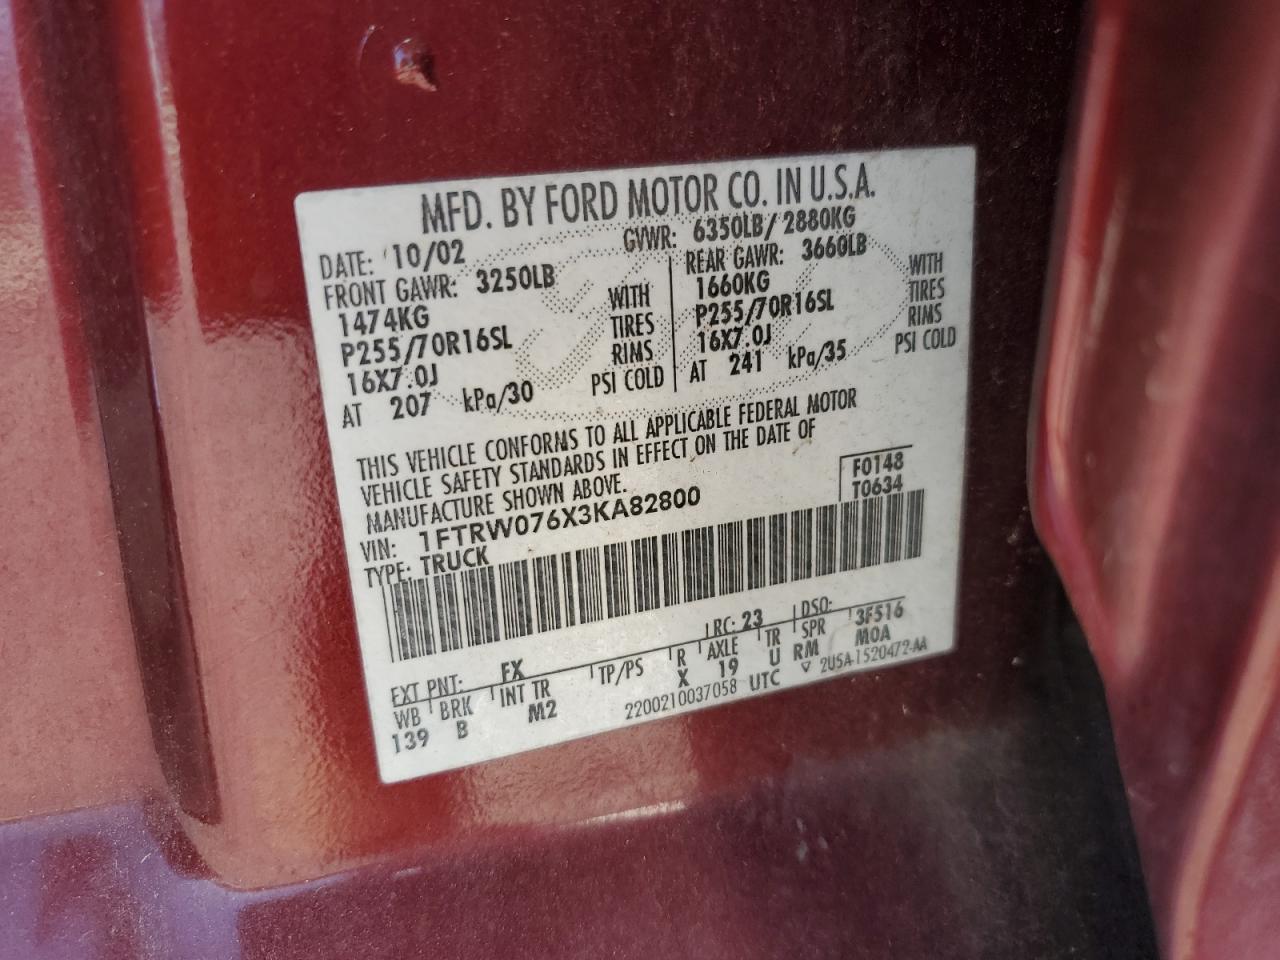 MFD. BY FORD MOTOR CO. IN U.S.A.
DATE: 10/02 GVWR: 6350LB/ 2880KG
FRONT GAWR: 3250LB REAR GAWR: 3660LB
1474KG WITH 1660KG WITH
P255/70R16SL TIRES P255/70R16SL TIRES
16X7.0J RIMS 16X7.0J RIMS
AT 207 kPa/30 PSI COLD AT 241 kPa/35 PSI COLD
THIS VEHICLE CONFORMS TO ALL APPLICABLE FEDERAL MOTOR
VEHICLE SAFETY STANDARDS IN EFFECT ON THE DATE OF
MANUFACTURE SHOWN ABOVE.
F0148
T0634
VIN: 1FTRW076X3KA82800
TYPE: TRUCK
EXT PNT: FX RC: 23 DSO: 3F516
WB BRK INT TR TP/PS R AXLE TR SPR M0A
139 B M2 X 19 U RM
2200210037058 UTC ▽ 2U5A-1520472-AA